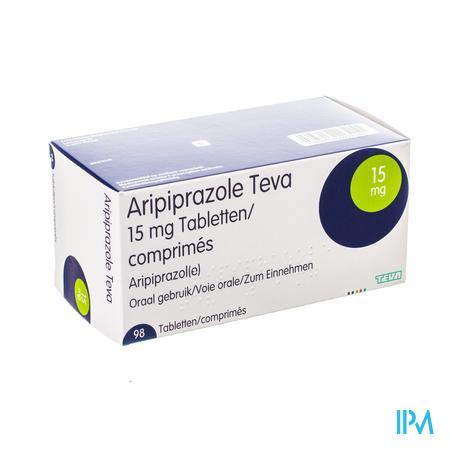 Aripiprazole Teva
15 mg Tabletten/
comprimés
Aripiprazol(e)
Oraal gebruik/Voie orale/Zum Einnehmen
98 Tabletten/comprimés
15
mg
TEVA
Aripiprazole Teva
IPM